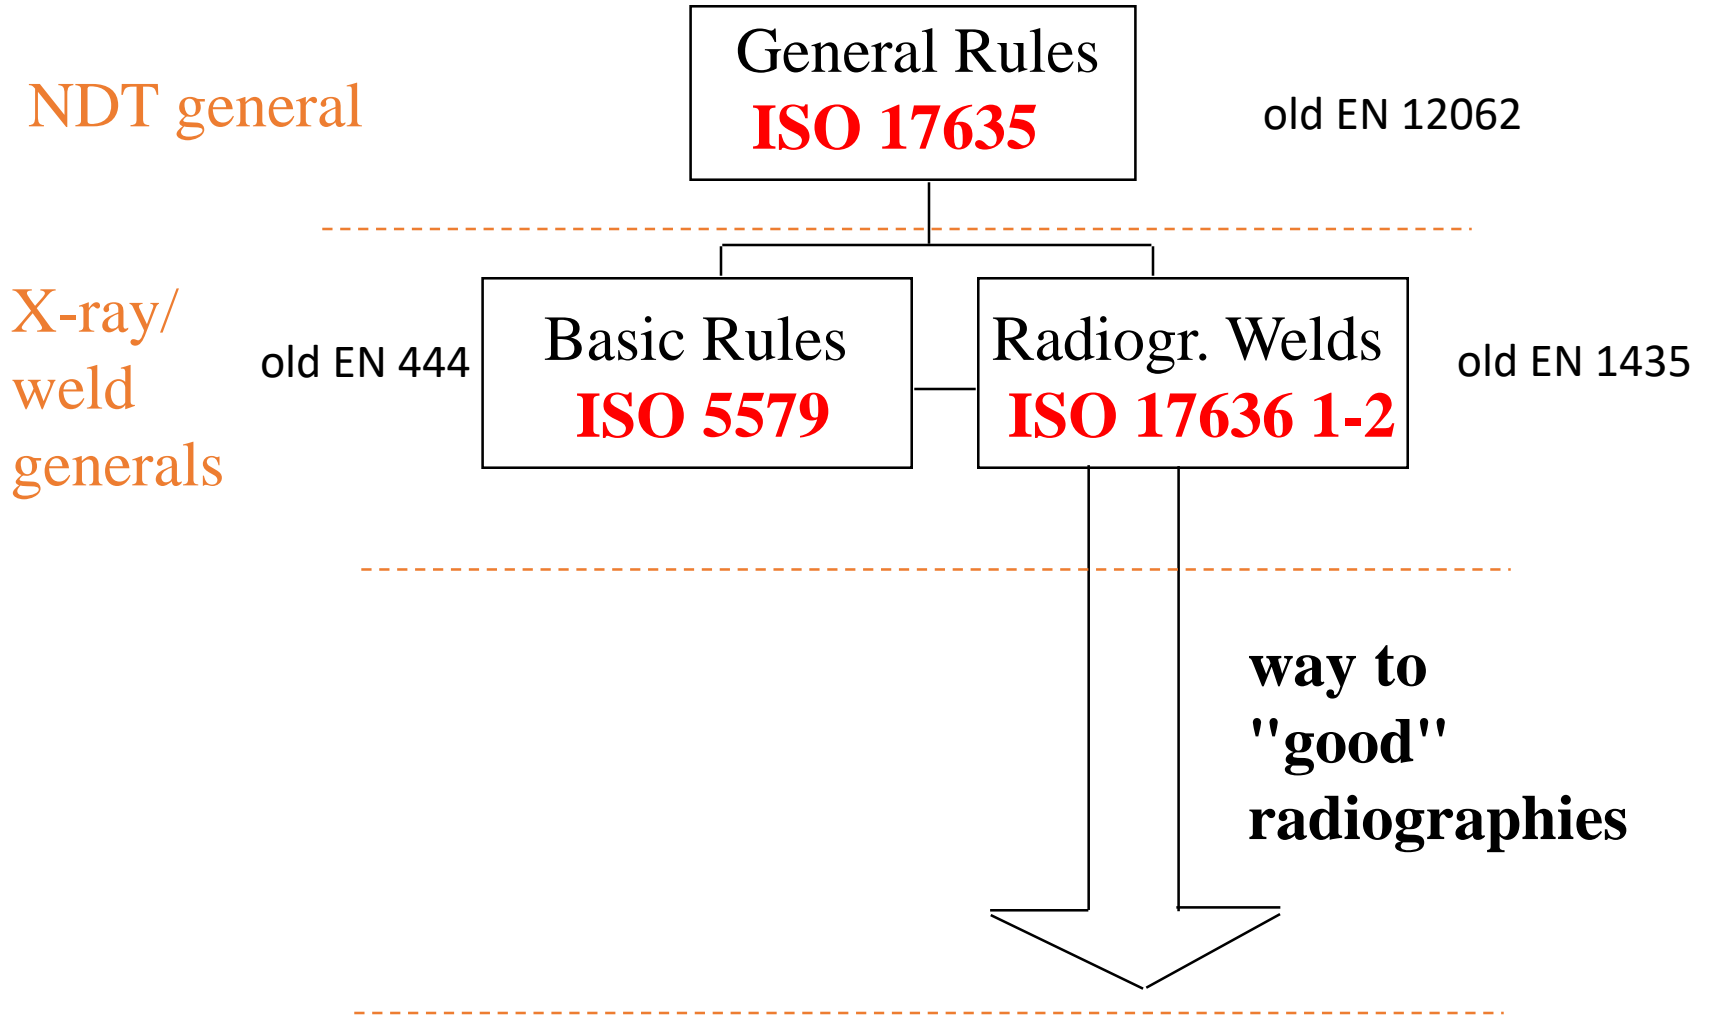 General Rules
ISO 17635
NDT general
old EN 12062
X-ray/
weld
generals
old EN 444
Basic Rules
ISO 5579
Radiogr. Welds
ISO 17636 1-2
old EN 1435
way to
"good"
radiographies